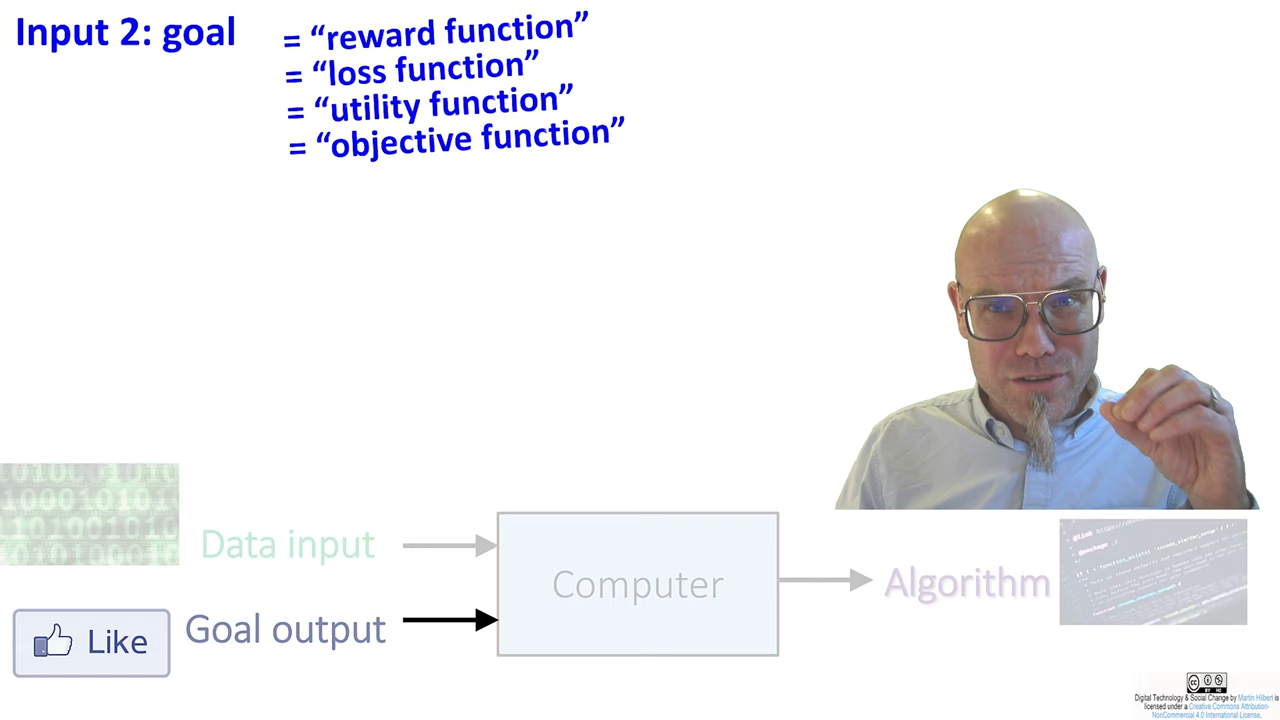 Input 2: goal
= “reward function”
= “loss function”
= “utility function”
= “objective function”
Data input
Computer
Algorithm
Like
Goal output
Digital Technology & Social Change by Martin Hilbert is
licensed under a Creative Commons Attribution-
NonCommercial 4.0 International License.